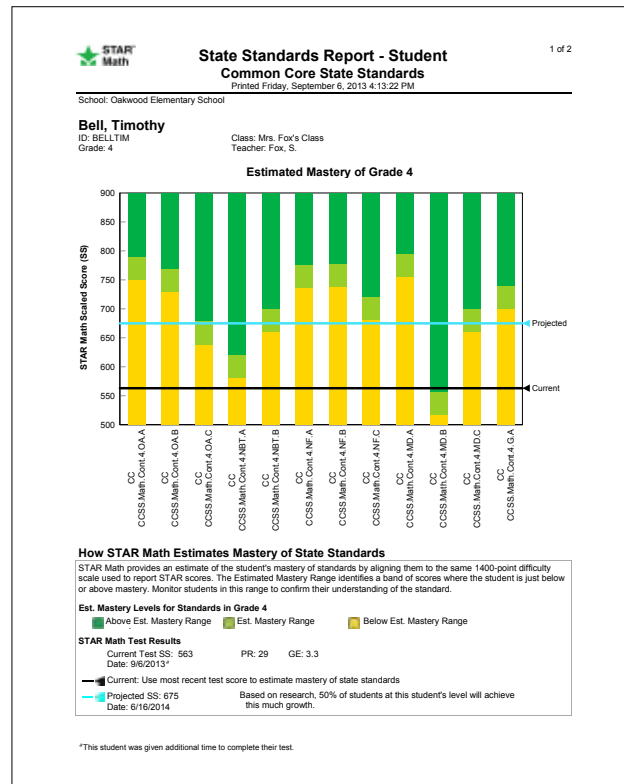 STAR™
Math
State Standards Report - Student
1 of 2
Common Core State Standards
Printed Friday, September 6, 2013 4:13:22 PM
School: Oakwood Elementary School
Bell, Timothy
ID: BELLTIM
Class: Mrs. Fox's Class
Grade: 4
Teacher: Fox, S.
Estimated Mastery of Grade 4
STAR Math Scaled Score (SS)
900
850
800
750
700
650
600
550
500
Projected
Current
CC
CCSS.Math.Cont.4.OA.A
CC
CCSS.Math.Cont.4.OA.B
CC
CCSS.Math.Cont.4.OA.C
CC
CCSS.Math.Cont.4.NBT.A
CC
CCSS.Math.Cont.4.NBT.B
CC
CCSS.Math.Cont.4.NF.A
CC
CCSS.Math.Cont.4.NF.B
CC
CCSS.Math.Cont.4.NF.C
CC
CCSS.Math.Cont.4.MD.A
CC
CCSS.Math.Cont.4.MD.B
CC
CCSS.Math.Cont.4.MD.C
CC
CCSS.Math.Cont.4.G.A
How STAR Math Estimates Mastery of State Standards
STAR Math provides an estimate of the student's mastery of standards by aligning them to the same 1400-point difficulty
scale used to report STAR scores. The Estimated Mastery Range identifies a band of scores where the student is just below
or above mastery. Monitor students in this range to confirm their understanding of the standard.
Est. Mastery Levels for Standards in Grade 4
Above Est. Mastery Range
Est. Mastery Range
Below Est. Mastery Range
STAR Math Test Results
Current Test SS: 563 PR: 29 GE: 3.3
Date: 9/6/2013ª
Current: Use most recent test score to estimate mastery of state standards
Projected SS: 675 Based on research, 50% of students at this student's level will achieve
Date: 6/16/2014 this much growth.
ªThis student was given additional time to complete their test.